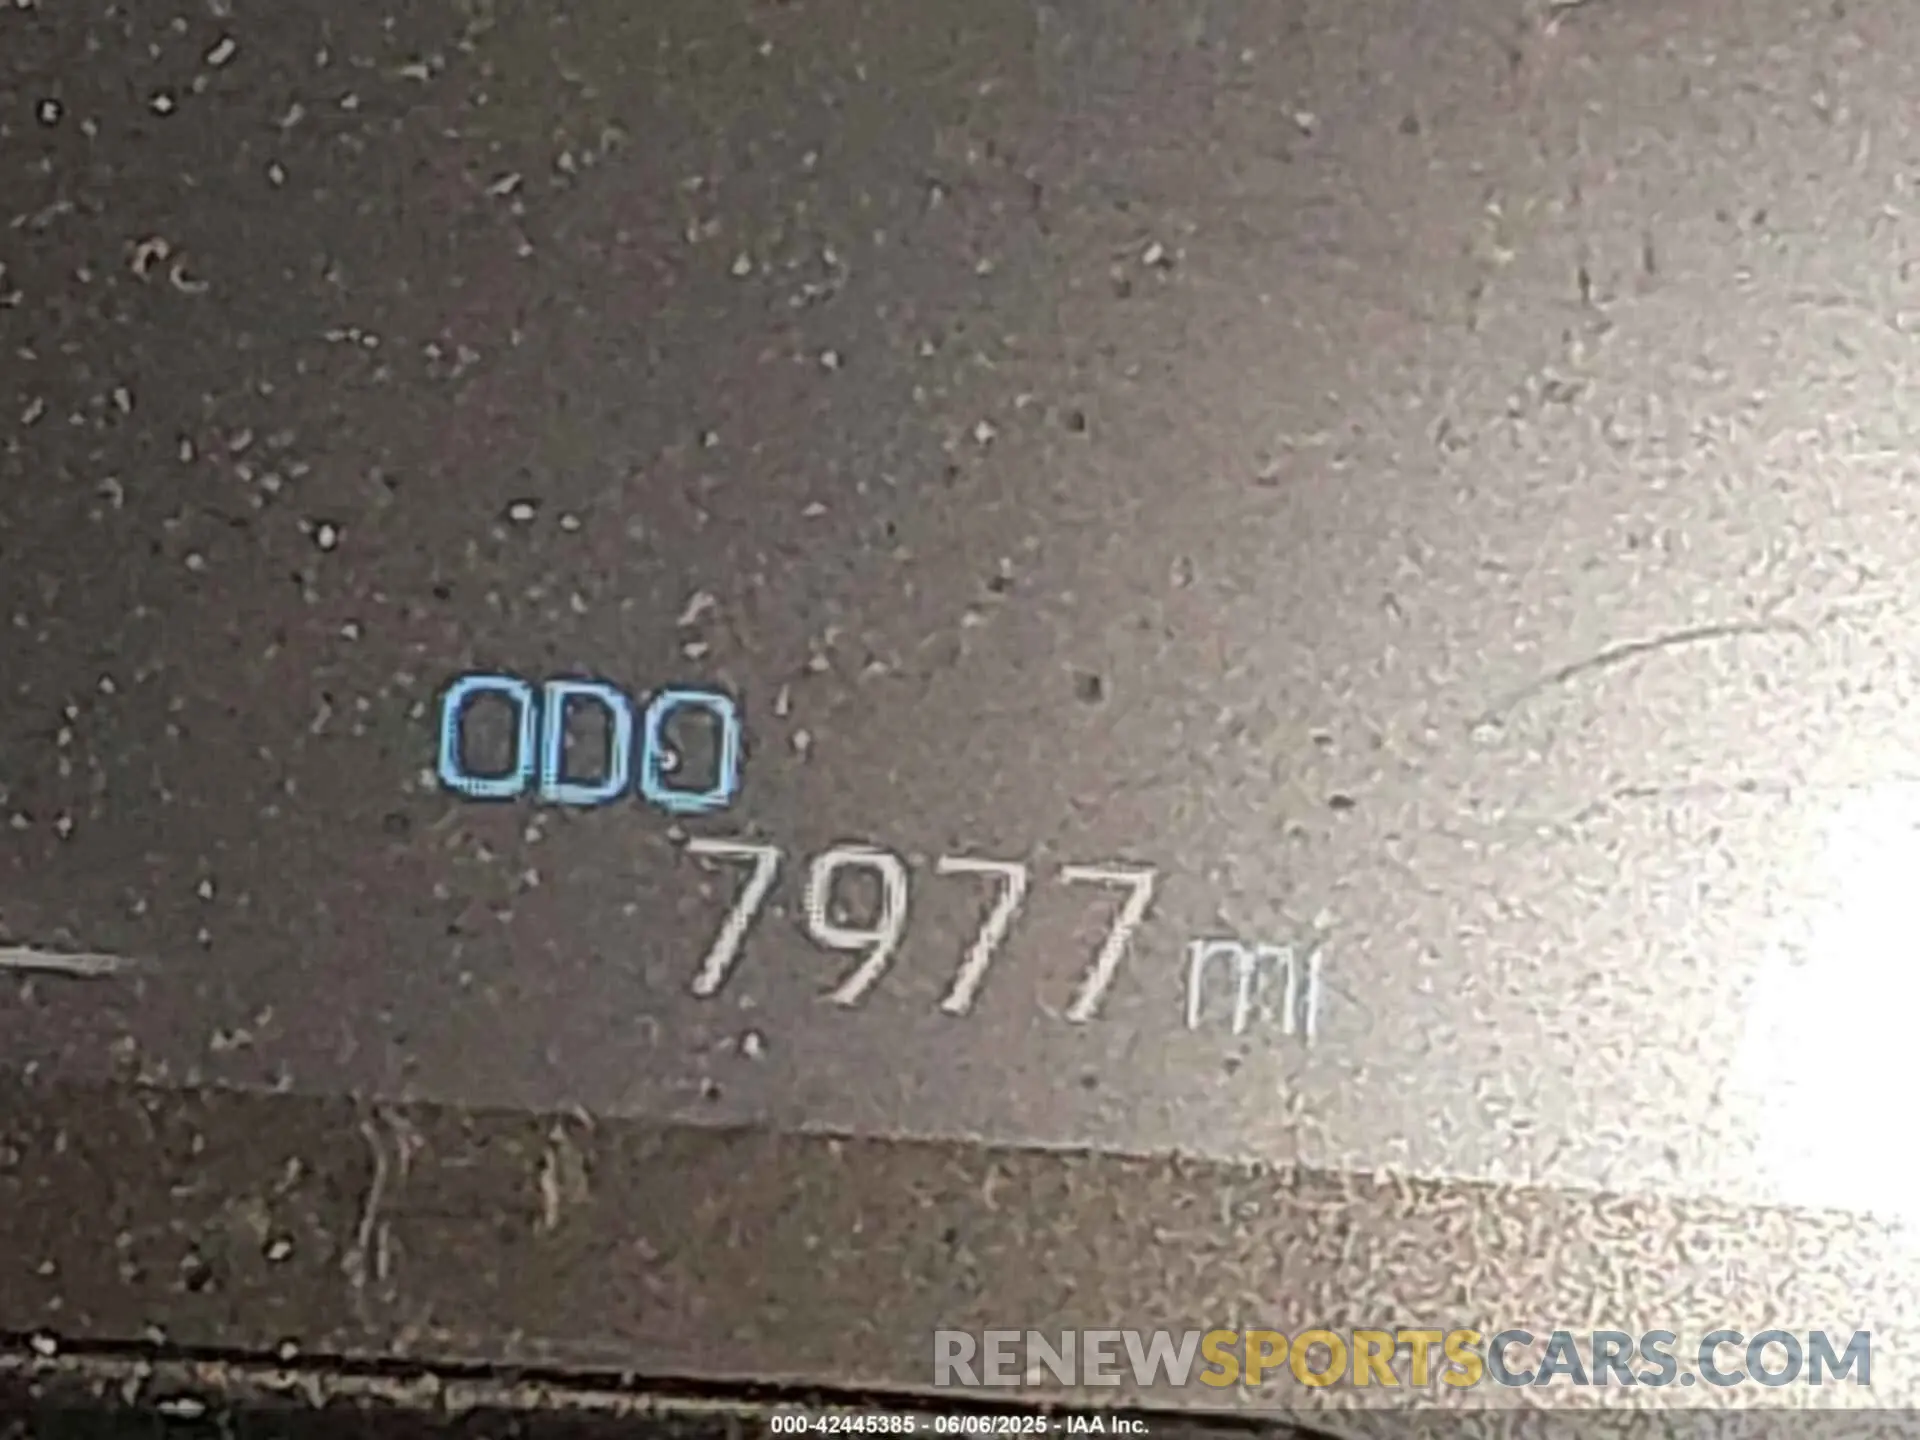 ODO
7977 mi
RENEWSPORTSCARS.COM
000-42445385 - 06/06/2025 - IAA Inc.